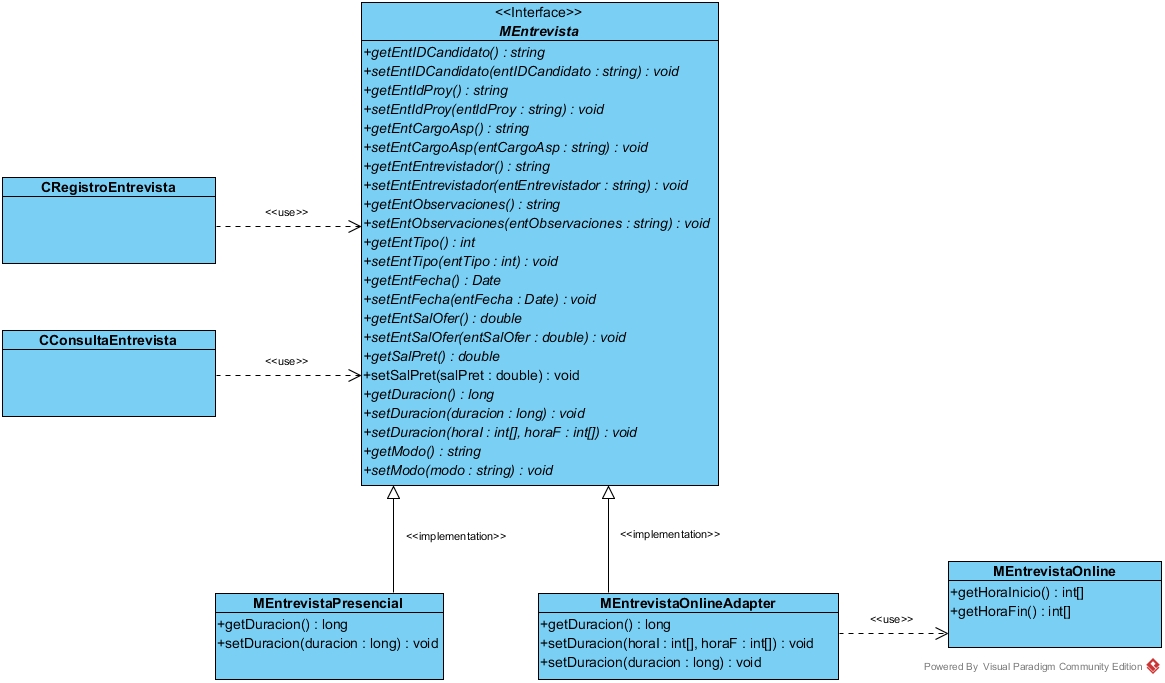 <<Interface>>
MEntrevista
+getEntIDCandidato() : string
+setEntIDCandidato(entIDCandidato : string) : void
+getEntIdProy() : string
+setEntIdProy(entIdProy : string) : void
+getEntCargoAsp() : string
+setEntCargoAsp(entCargoAsp : string) : void
+getEntEntrevistador() : string
+setEntEntrevistador(entEntrevistador : string) : void
+getEntObservaciones() : string
+setEntObservaciones(entObservaciones : string) : void
+getEntTipo() : int
+setEntTipo(entTipo : int) : void
+getEntFecha() : Date
+setEntFecha(entFecha : Date) : void
+getEntSalOfer() : double
+setEntSalOfer(entSalOfer : double) : void
+getSalPret() : double
+setSalPret(salPret : double) : void
+getDuracion() : long
+setDuracion(duracion : long) : void
+setDuracion(horaI : int[], horaF : int[]) : void
+getModo() : string
+setModo(modo : string) : void
CRegistroEntrevista
<<use>>
CConsultaEntrevista
<<use>>
<<implementation>>
<<implementation>>
MEntrevistaPresencial
+getDuracion() : long
+setDuracion(duracion : long) : void
MEntrevistaOnlineAdapter
+getDuracion() : long
+setDuracion(horaI : int[], horaF : int[]) : void
+setDuracion(duracion : long) : void
<<use>>
MEntrevistaOnline
+getHoraInicio() : int[]
+getHoraFin() : int[]
Powered By Visual Paradigm Community Edition